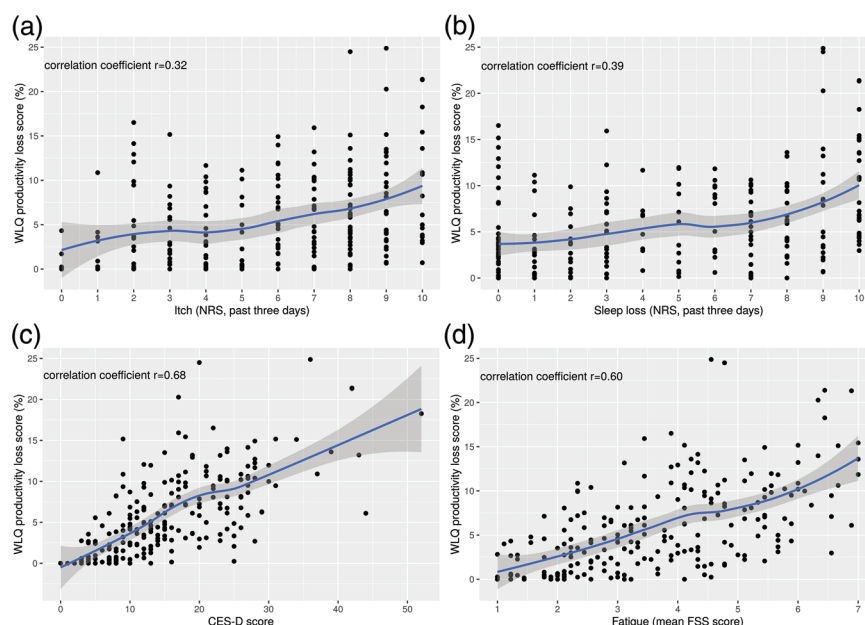 (a)
correlation coefficient r=0.32
WLQ productivity loss score (%)
25
20
15
10
5
0
0 1 2 3 4 5 6 7 8 9 10
Itch (NRS, past three days)
(b)
correlation coefficient r=0.39
WLQ productivity loss score (%)
25
20
15
10
5
0
0 1 2 3 4 5 6 7 8 9 10
Sleep loss (NRS, past three days)
(c)
correlation coefficient r=0.68
WLQ productivity loss score (%)
25
20
15
10
5
0
0 10 20 30 40 50
CES-D score
(d)
correlation coefficient r=0.60
WLQ productivity loss score (%)
25
20
15
10
5
0
1 2 3 4 5 6 7
Fatigue (mean FSS score)